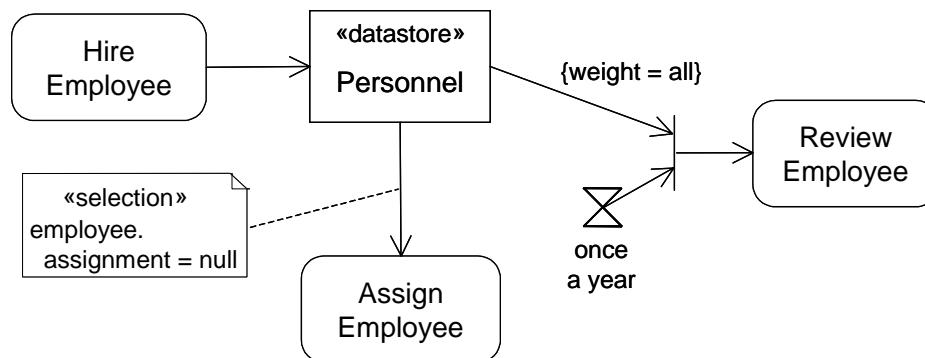 Hire
Employee
«datastore»
Personnel
{weight = all}
Review
Employee
«selection»
employee.
assignment = null
once
a year
Assign
Employee